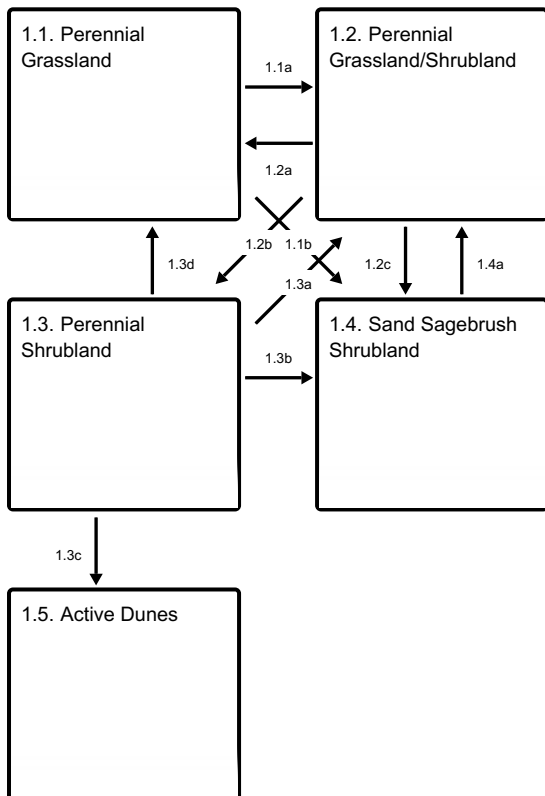 1.1. Perennial
Grassland
1.1a
1.2. Perennial
Grassland/Shrubland
1.2a
1.2b
1.1b
1.3d
1.3a
1.2c
1.4a
1.3. Perennial
Shrubland
1.3b
1.4. Sand Sagebrush
Shrubland
1.3c
1.5. Active Dunes